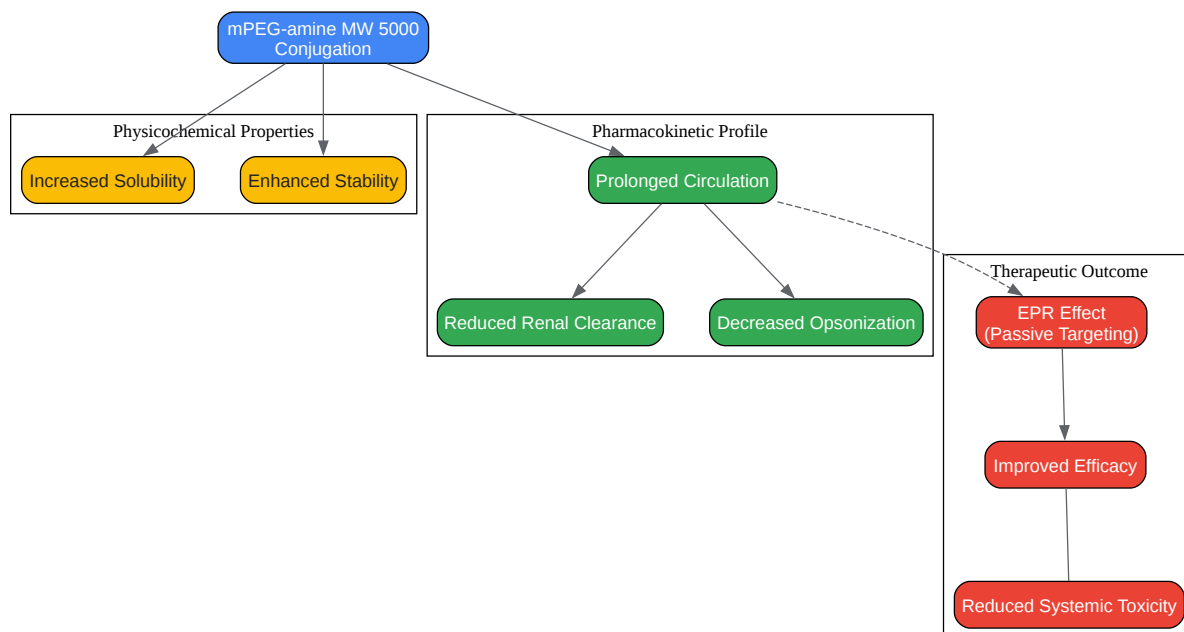 mPEG-amine MW 5000
Conjugation
Physicochemical Properties
Increased Solubility
Enhanced Stability
Pharmacokinetic Profile
Prolonged Circulation
Reduced Renal Clearance
Decreased Opsonization
Therapeutic Outcome
EPR Effect
(Passive Targeting)
Improved Efficacy
Reduced Systemic Toxicity